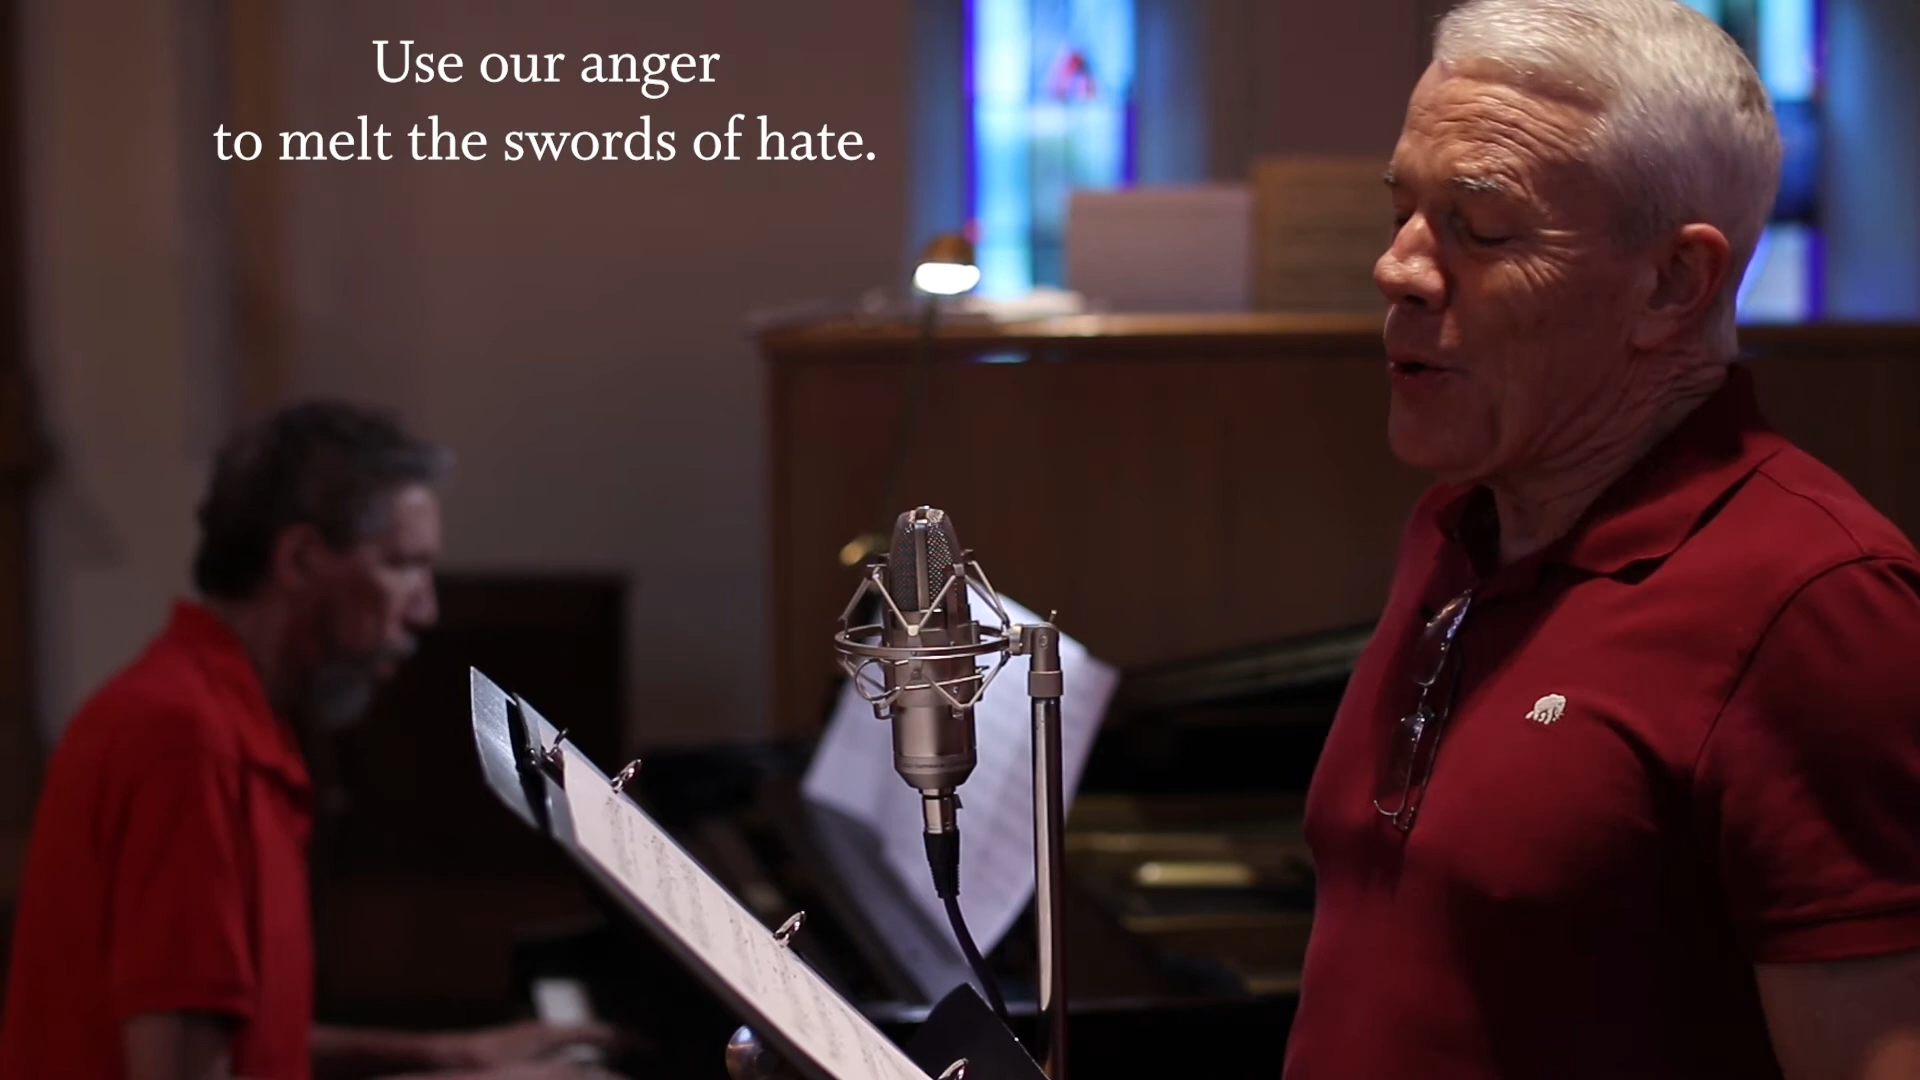 Use our anger
to melt the swords of hate.